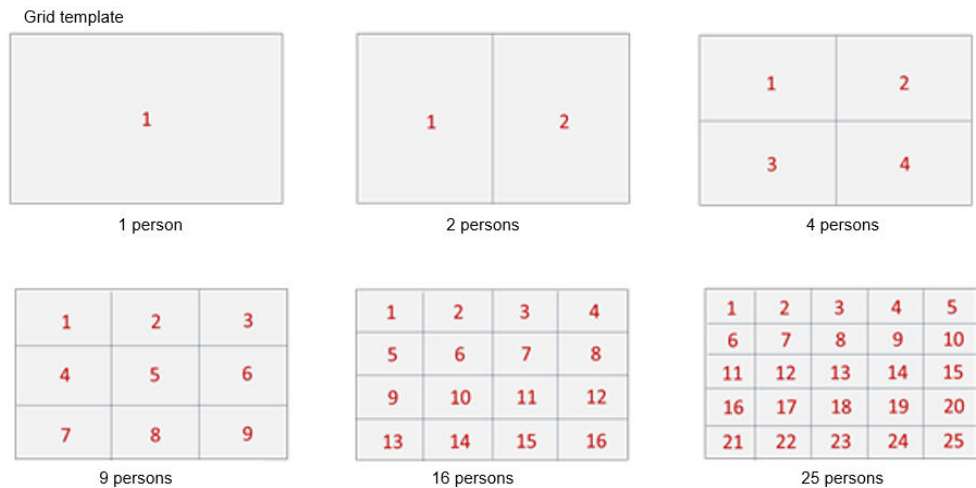 Grid template
1
1 person
1 2
2 persons
1 2
3 4
4 persons
1 2 3
4 5 6
7 8 9
9 persons
1 2 3 4
5 6 7 8
9 10 11 12
13 14 15 16
16 persons
1 2 3 4 5
6 7 8 9 10
11 12 13 14 15
16 17 18 19 20
21 22 23 24 25
25 persons